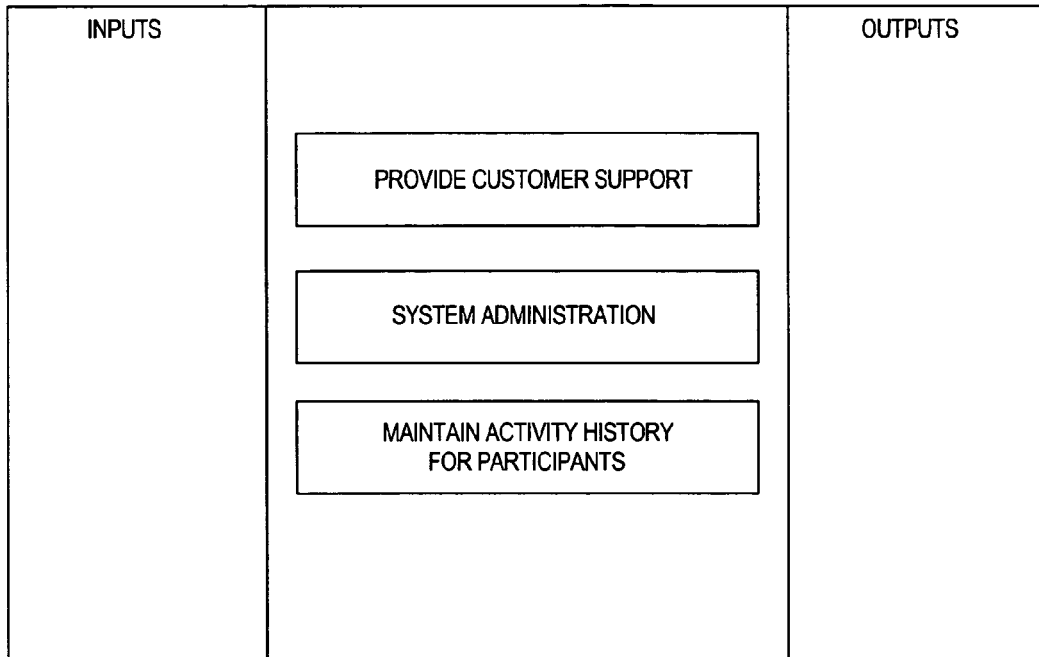 INPUTS
OUTPUTS
PROVIDE CUSTOMER SUPPORT
SYSTEM ADMINISTRATION
MAINTAIN ACTIVITY HISTORY
FOR PARTICIPANTS